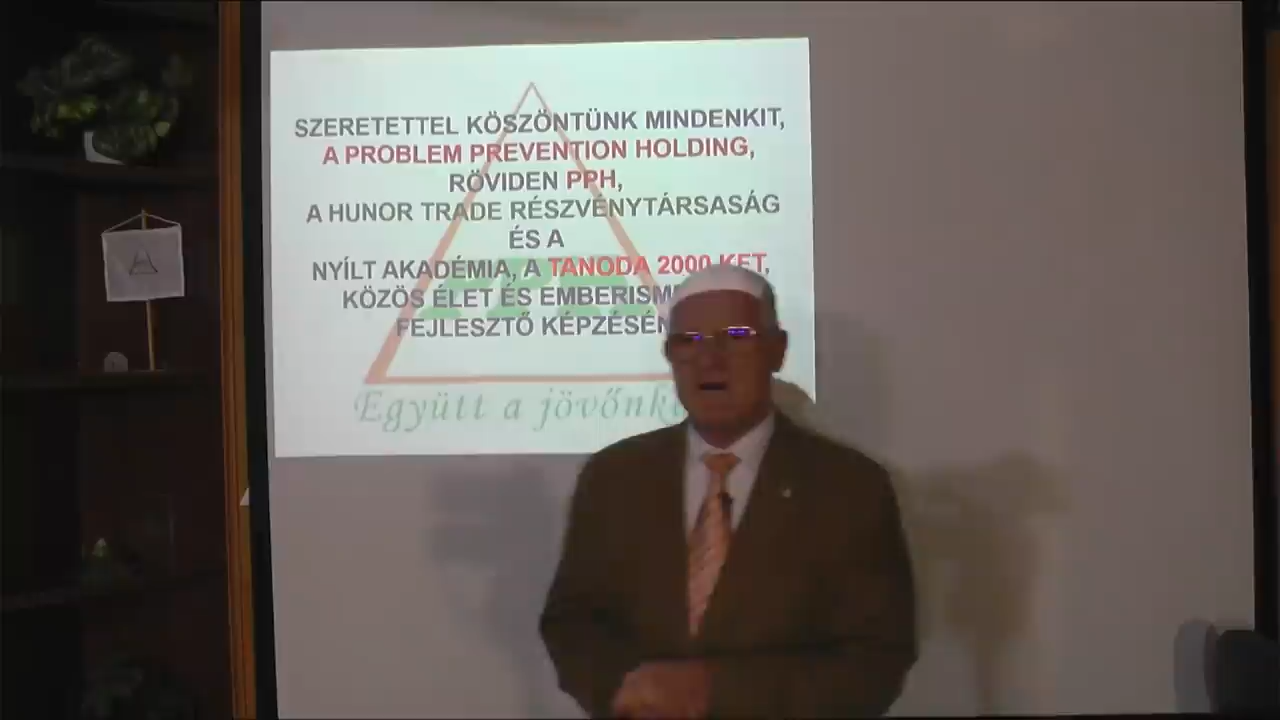 SZERETETTEL KÖSZÖNTÜNK MINDENKIT,
A PROBLEM PREVENTION HOLDING,
RÖVIDEN PPH,
A HUNOR TRADE RÉSZVÉNYTÁRSASÁG
ÉS A
NYÍLT AKADÉMIA, A TANODA 2000 KFT,
KÖZÖS ÉLET ÉS
FEJLESZTŐ
Együtt a